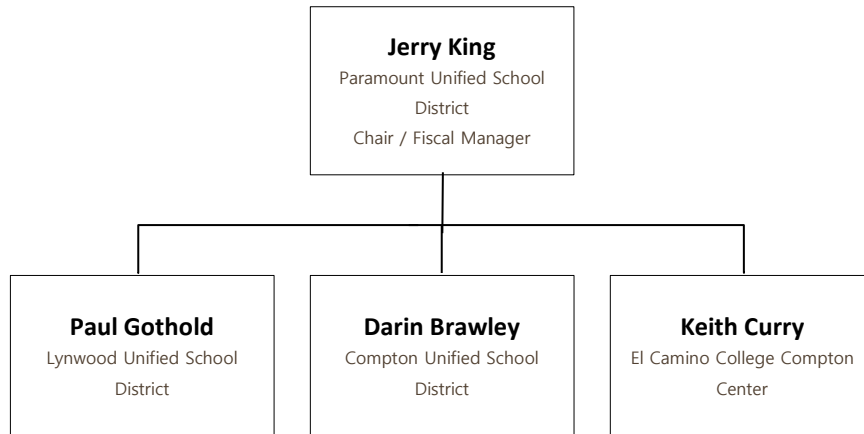 Jerry King
Paramount Unified School
District
Chair / Fiscal Manager
Paul Gothold
Lynwood Unified School
District
Darin Brawley
Compton Unified School
District
Keith Curry
El Camino College Compton
Center